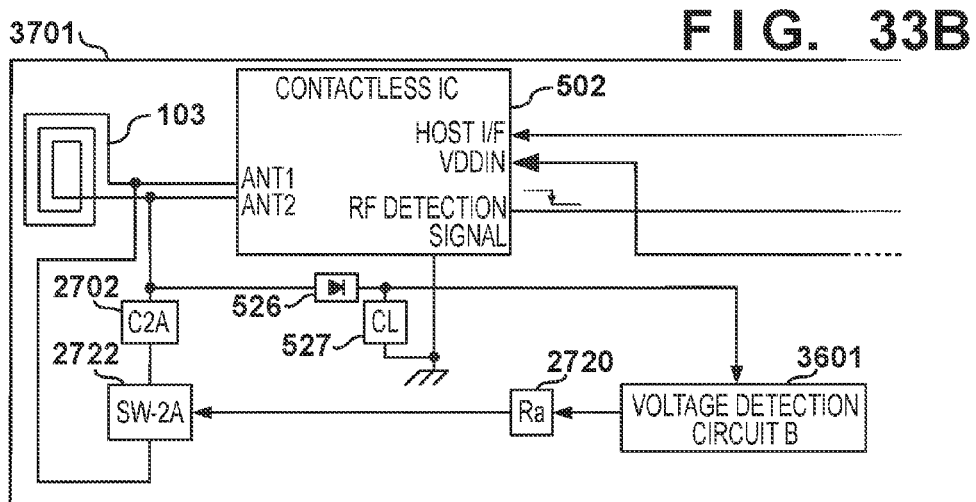 FIG. 33B
3701
CONTACTLESS IC
502
103
HOST I/F
VDDIN
ANT1
ANT2
RF DETECTION
SIGNAL
2702
526
C2A
CL
527
2722
2720
3601
SW-2A
Ra
VOLTAGE DETECTION
CIRCUIT B